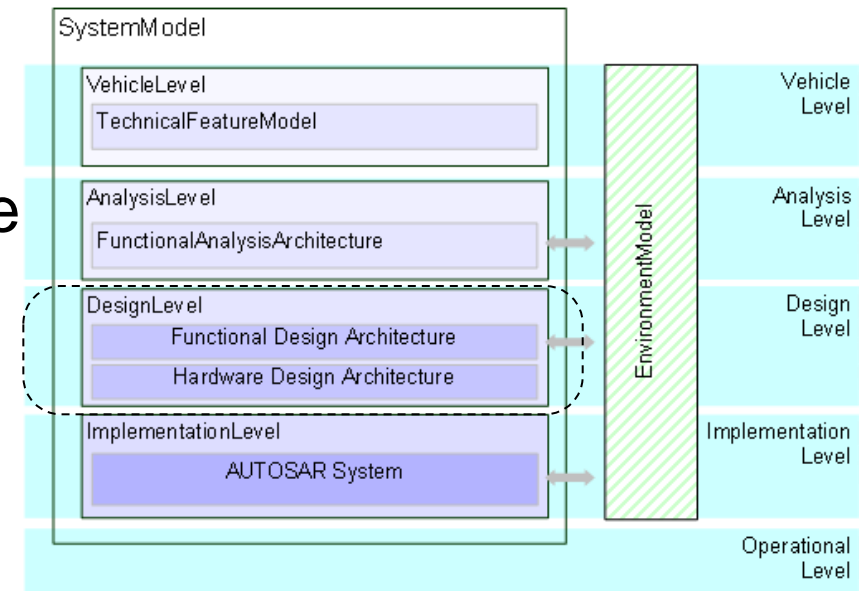 SystemModel
VehicleLevel
TechnicalFeatureModel
Vehicle
Level
AnalysisLevel
FunctionalAnalysisArchitecture
Analysis
Level
e
DesignLevel
Functional Design Architecture
Hardware Design Architecture
Design
Level
ImplementationLevel
AUTOSAR System
Implementation
Level
EnvironmentModel
Operational
Level